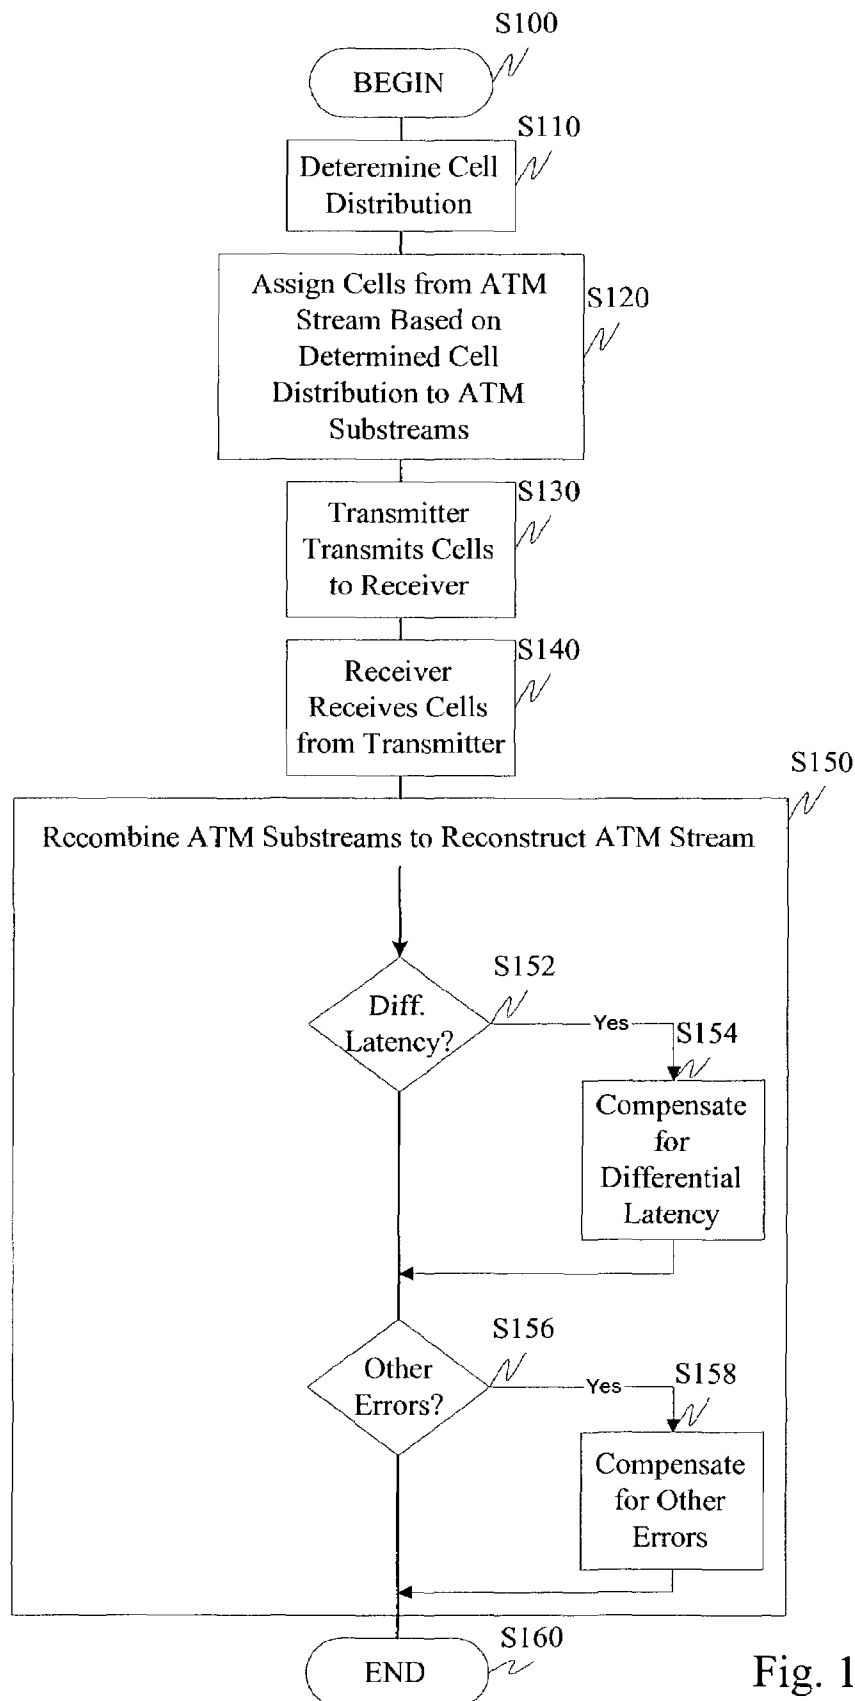 S100
BEGIN
S110
Deteremine Cell
Distribution
Assign Cells from ATM
Stream Based on
Determined Cell
Distribution to ATM
Substreams
S120
S130
Transmitter
Transmits Cells
to Receiver
S140
Receiver
Receives Cells
from Transmitter
S150
Recombine ATM Substreams to Reconstruct ATM Stream
S152
Diff.
Latency?
Yes
S154
Compensate
for
Differential
Latency
S156
Other
Errors?
Yes
S158
Compensate
for Other
Errors
S160
END
Fig. 1